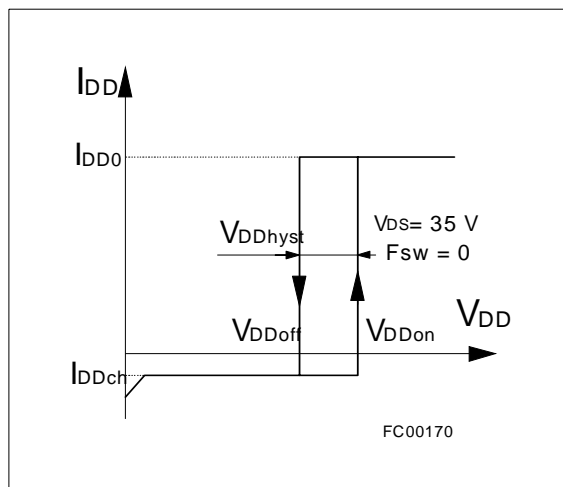 IDD
IDD0
VDS= 35 V
VDDhyst
Fsw = 0
VDDoff
VDDon
VDD
IDDch
FC00170